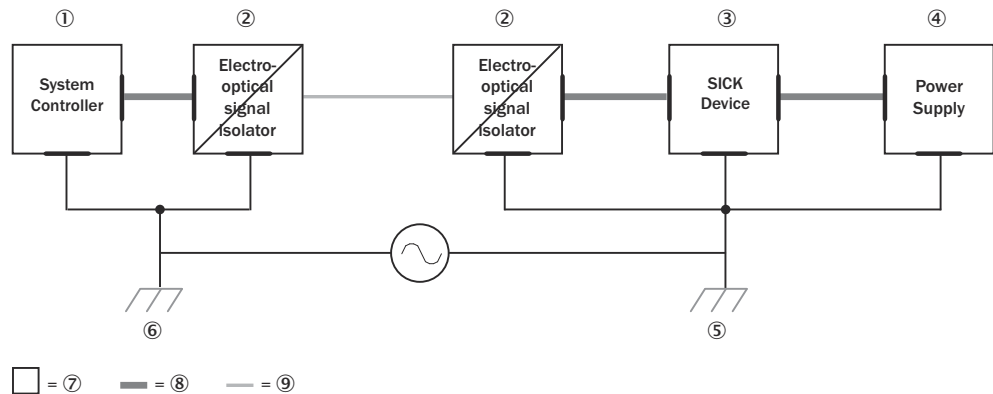 ① ② ② ③ ④
System
Controller
Electro-
optical
signal
isolator
Electro-
optical
signal
isolator
SICK
Device
Power
Supply
⑥ ⑤
= ⑦ = ⑧ = ⑨